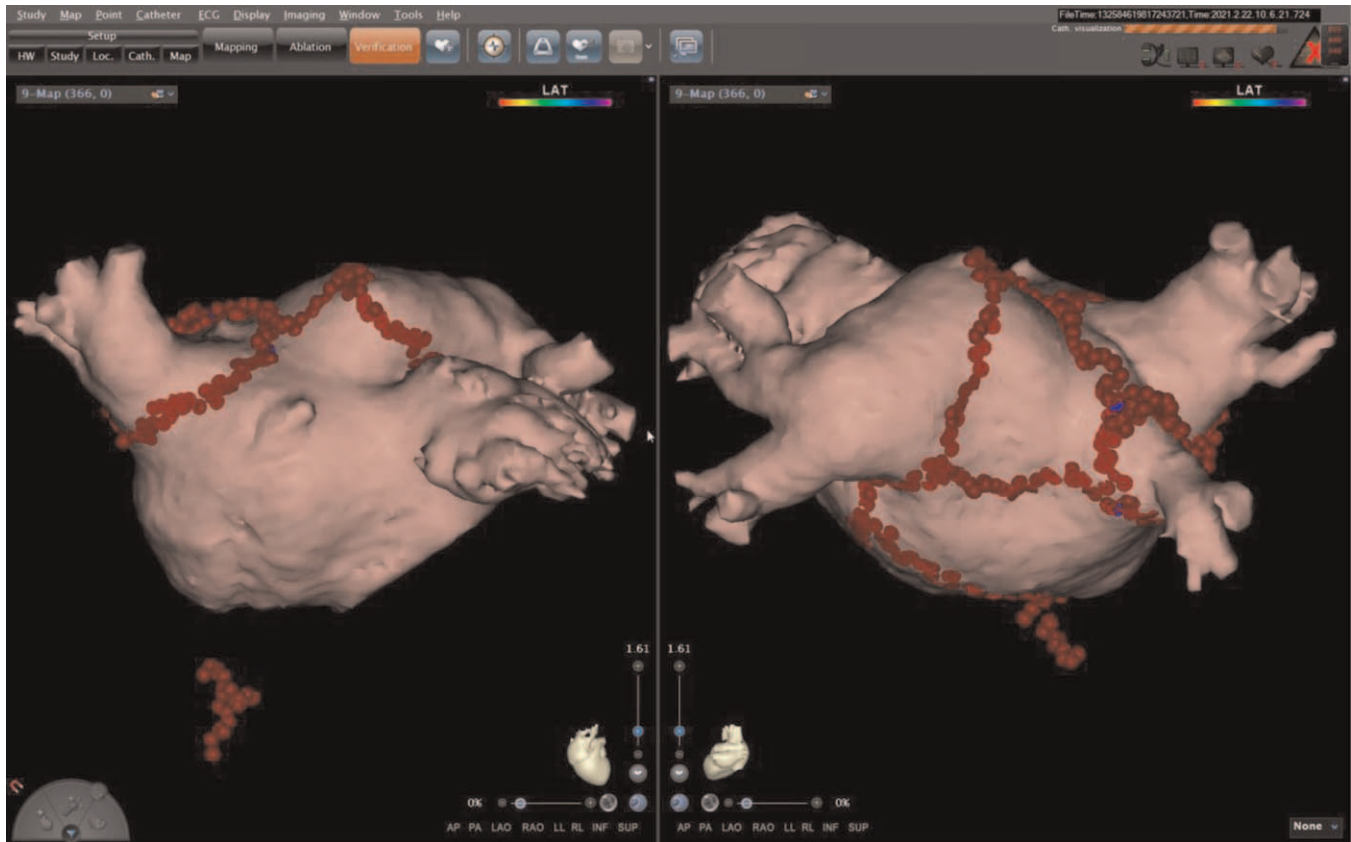 Study Map Point Catheter ECG Display Imaging Window Tools Help
FileTime:132584619817243721,Time:2021.2.22.10.6.21.724
Setup
HW Study Loc. Cath. Map
Mapping Ablation Verification
Cath. visualization
9-Map (366, 0)
LAT
9-Map (366, 0)
LAT
1.61
1.61
0%
0%
AP PA LAO RAO LL RL INF SUP
AP PA LAO RAO LL RL INF SUP
None